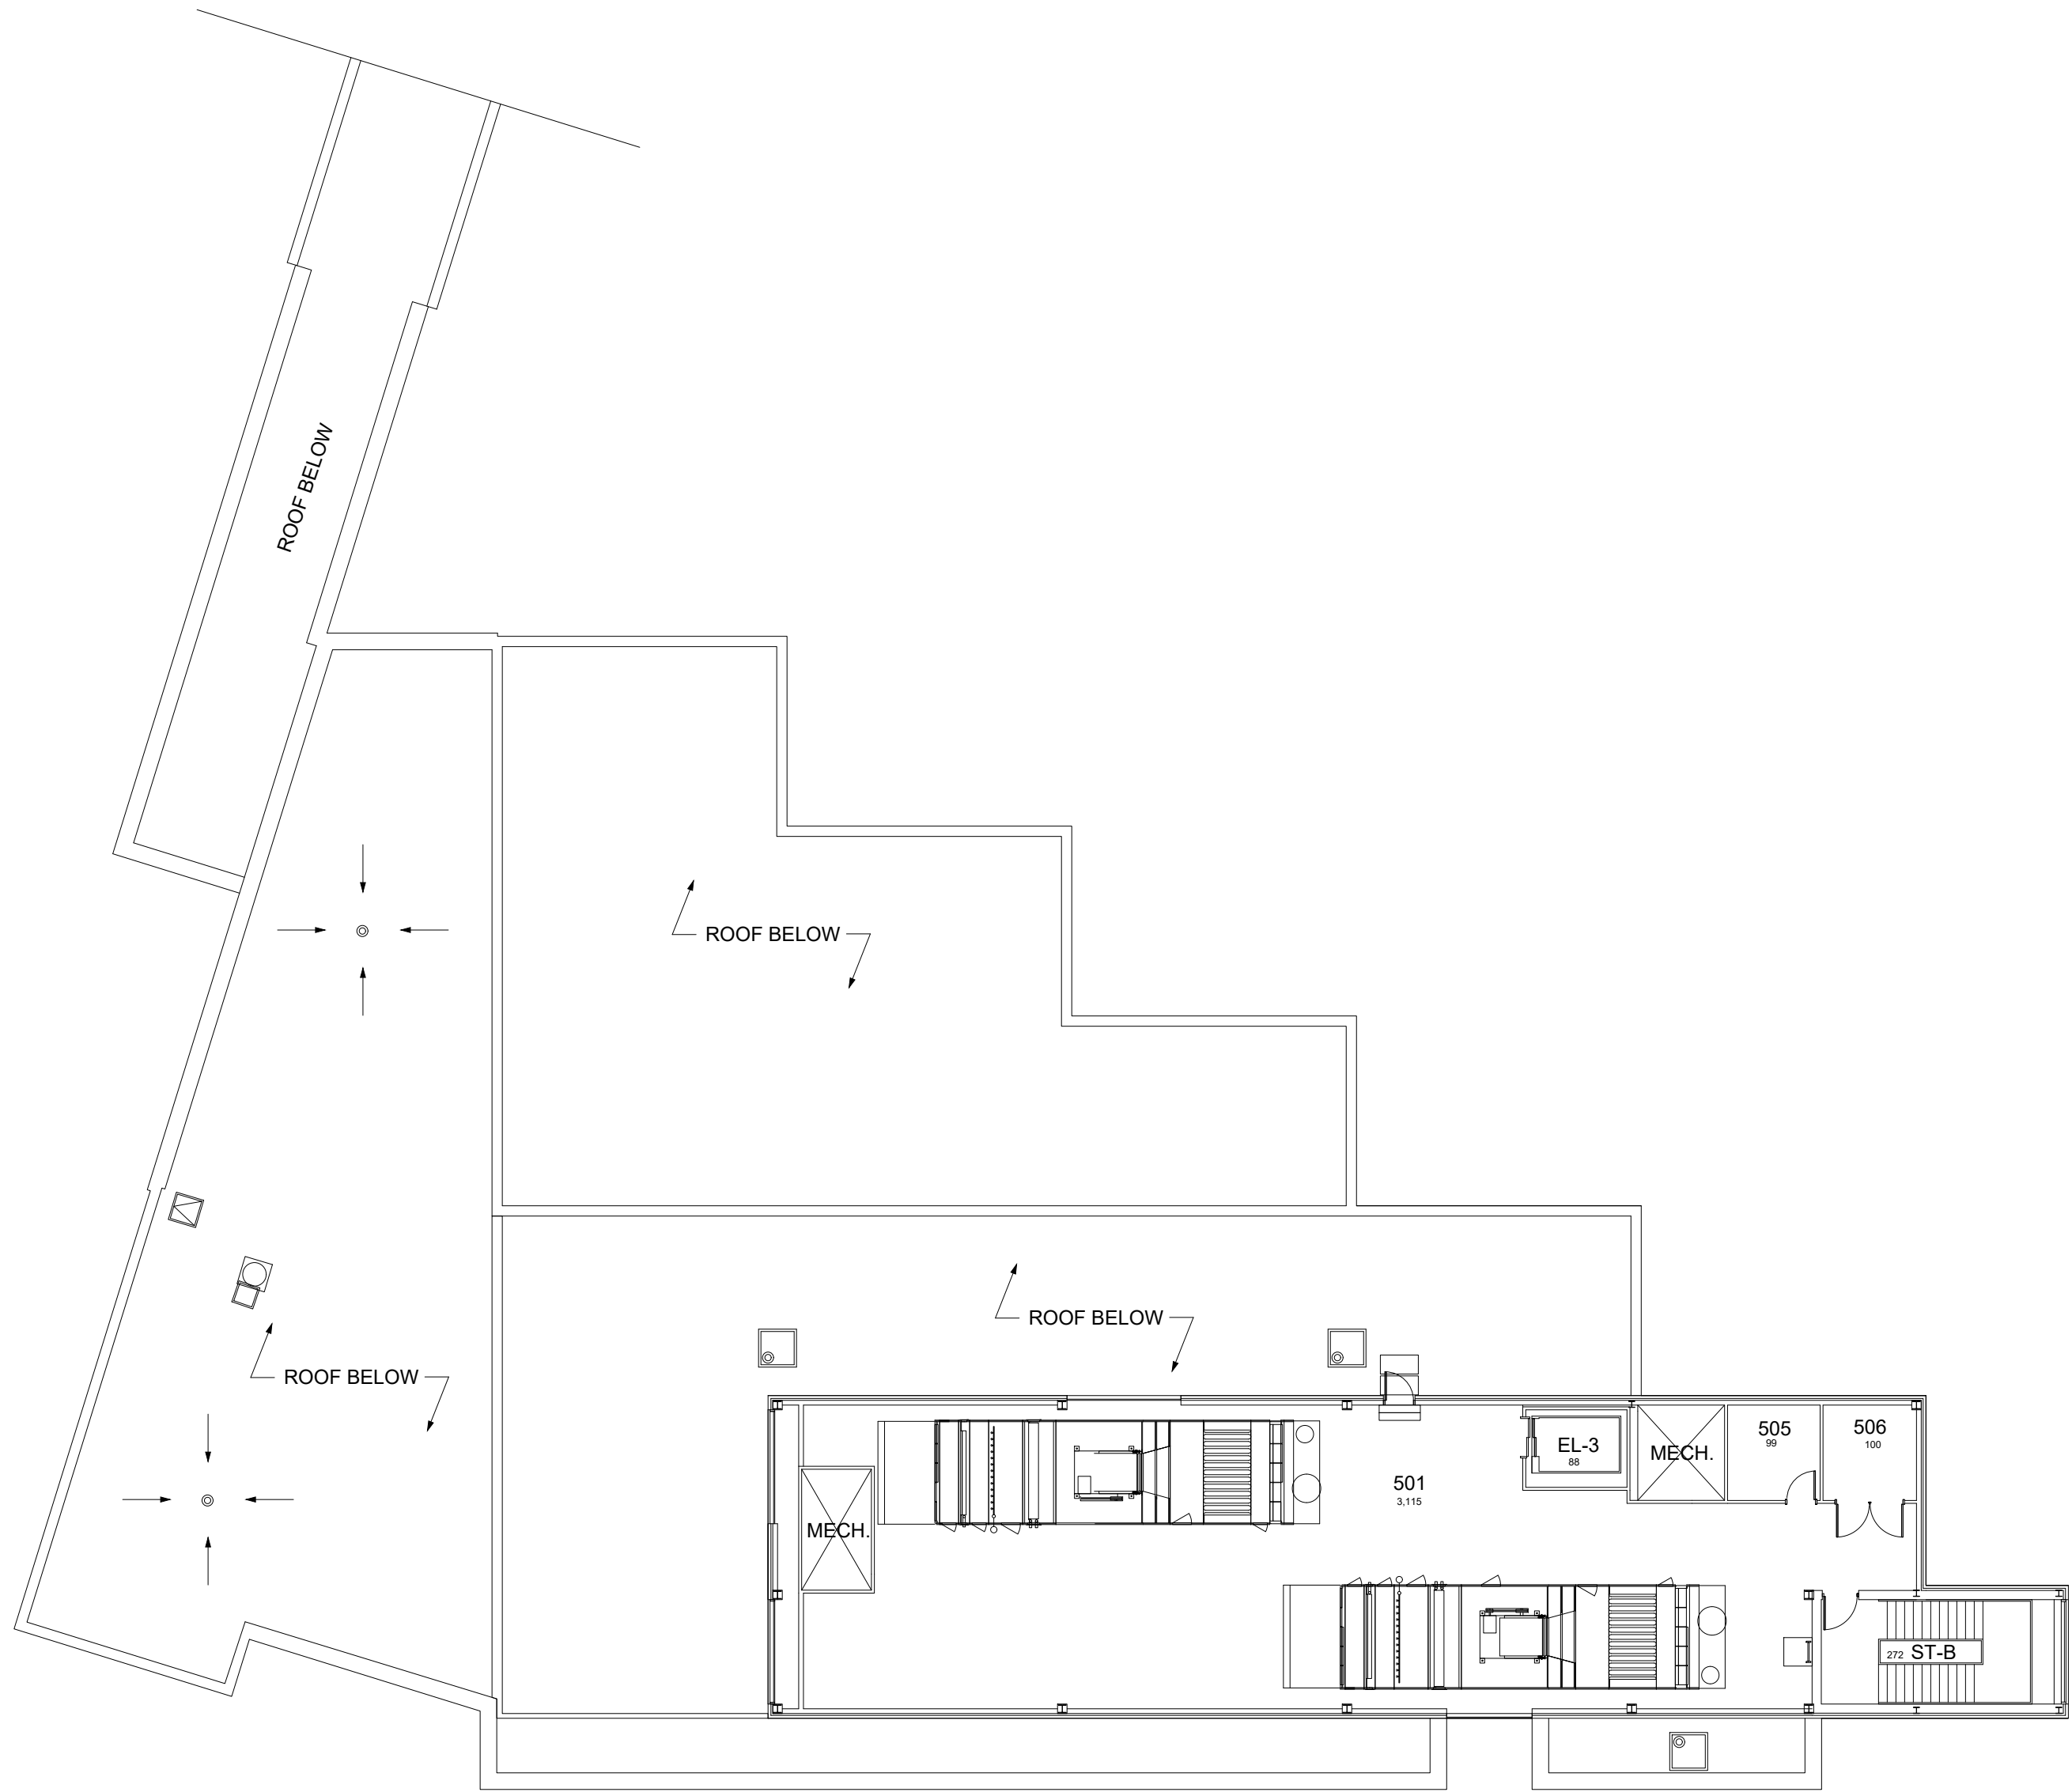 ROOF BELOW
ROOF BELOW
ROOF BELOW
ROOF BELOW
501
3,115
EL-3
88
MECH.
505
99
506
100
MECH.
272 ST-B